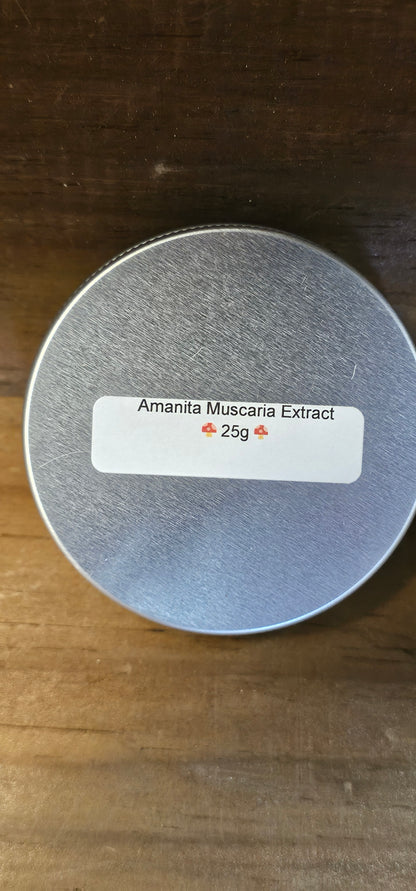 Amanita Muscaria Extract
🍄 25g 🍄